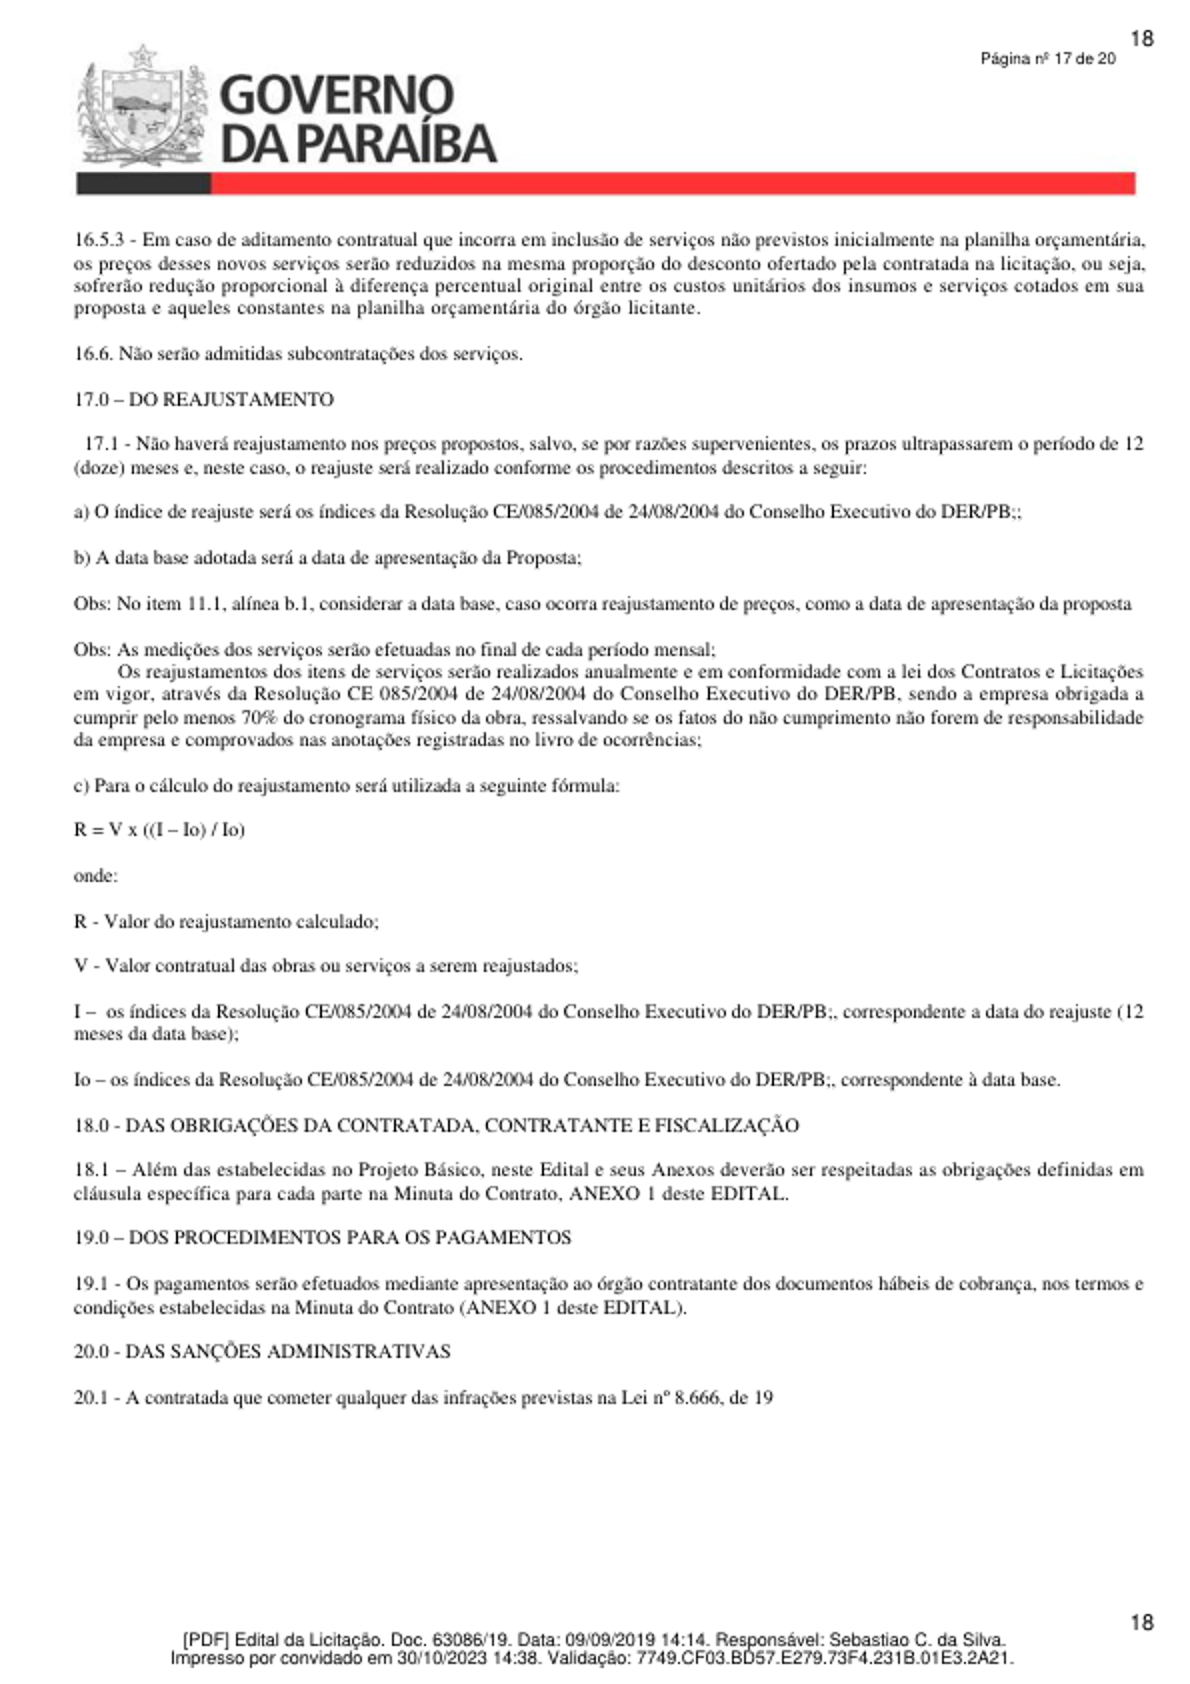 18
Página nº 17 de 20
GOVERNO
DA PARAÍBA
16.5.3 - Em caso de aditamento contratual que incorra em inclusão de serviços não previstos inicialmente na planilha orçamentária,
os preços desses novos serviços serão reduzidos na mesma proporção do desconto ofertado pela contratada na licitação, ou seja,
sofrerão redução proporcional à diferença percentual original entre os custos unitários dos insumos e serviços cotados em sua
proposta e aqueles constantes na planilha orçamentária do órgão licitante.
16.6. Não serão admitidas subcontratações dos serviços.
17.0 – DO REAJUSTAMENTO
17.1 - Não haverá reajustamento nos preços propostos, salvo, se por razões supervenientes, os prazos ultrapassarem o período de 12
(doze) meses e, neste caso, o reajuste será realizado conforme os procedimentos descritos a seguir:
a) O índice de reajuste será os índices da Resolução CE/085/2004 de 24/08/2004 do Conselho Executivo do DER/PB;;
b) A data base adotada será a data de apresentação da Proposta;
Obs: No item 11.1, alínea b.1, considerar a data base, caso ocorra reajustamento de preços, como a data de apresentação da proposta
Obs: As medições dos serviços serão efetuadas no final de cada período mensal;
Os reajustamentos dos itens de serviços serão realizados anualmente e em conformidade com a lei dos Contratos e Licitações
em vigor, através da Resolução CE 085/2004 de 24/08/2004 do Conselho Executivo do DER/PB, sendo a empresa obrigada a
cumprir pelo menos 70% do cronograma físico da obra, ressalvando se os fatos do não cumprimento não forem de responsabilidade
da empresa e comprovados nas anotações registradas no livro de ocorrências;
c) Para o cálculo do reajustamento será utilizada a seguinte fórmula:
R = V x ((I – Io) / Io)
onde:
R - Valor do reajustamento calculado;
V - Valor contratual das obras ou serviços a serem reajustados;
I – os índices da Resolução CE/085/2004 de 24/08/2004 do Conselho Executivo do DER/PB;, correspondente a data do reajuste (12
meses da data base);
Io – os índices da Resolução CE/085/2004 de 24/08/2004 do Conselho Executivo do DER/PB;, correspondente à data base.
18.0 - DAS OBRIGAÇÕES DA CONTRATADA, CONTRATANTE E FISCALIZAÇÃO
18.1 – Além das estabelecidas no Projeto Básico, neste Edital e seus Anexos deverão ser respeitadas as obrigações definidas em
cláusula específica para cada parte na Minuta do Contrato, ANEXO 1 deste EDITAL.
19.0 – DOS PROCEDIMENTOS PARA OS PAGAMENTOS
19.1 - Os pagamentos serão efetuados mediante apresentação ao órgão contratante dos documentos hábeis de cobrança, nos termos e
condições estabelecidas na Minuta do Contrato (ANEXO 1 deste EDITAL).
20.0 - DAS SANÇÕES ADMINISTRATIVAS
20.1 - A contratada que cometer qualquer das infrações previstas na Lei nº 8.666, de 19
18
[PDF] Edital da Licitação. Doc. 63086/19. Data: 09/09/2019 14:14. Responsável: Sebastiao C. da Silva.
Impresso por convidado em 30/10/2023 14:38. Validação: 7749.CF03.BD57.E279.73F4.231B.01E3.2A21.